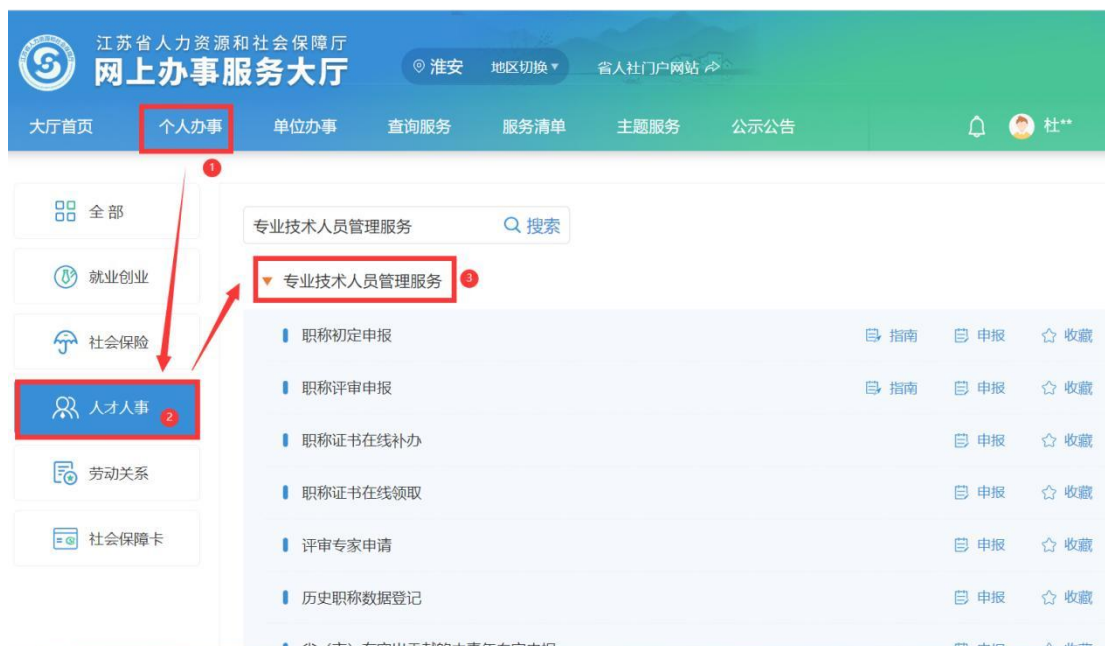 江苏省人力资源和社会保障厅
网上办事服务大厅
淮安 地区切换 省人社门户网站
大厅首页 个人办事 单位办事 查询服务 服务清单 主题服务 公示公告 杜**
1
全部
就业创业
社会保险
人才人事 2
劳动关系
社会保障卡
专业技术人员管理服务 搜索
专业技术人员管理服务 3
职称初定申报 指南 申报 收藏
职称评审申报 指南 申报 收藏
职称证书在线补办 申报 收藏
职称证书在线领取 申报 收藏
评审专家申请 申报 收藏
历史职称数据登记 申报 收藏